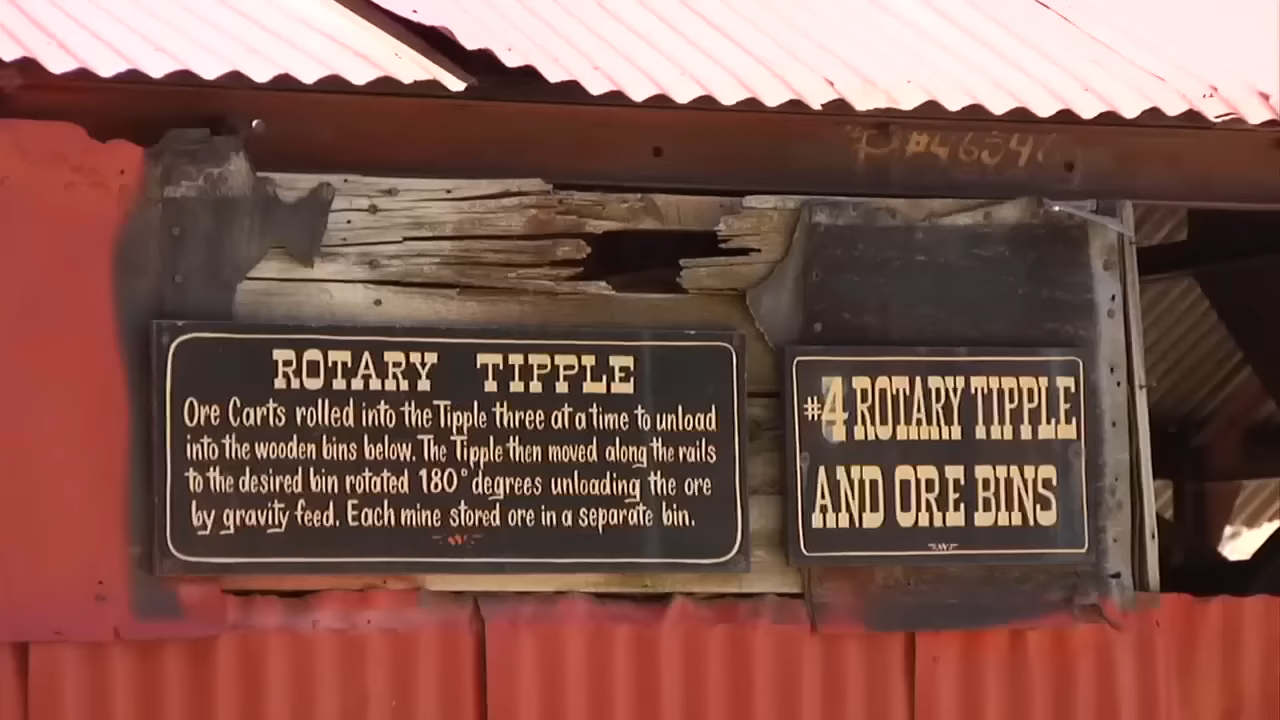 ROTARY TIPPLE
Ore Carts rolled into the Tipple three at a time to unload
into the wooden bins below. The Tipple then moved along the rails
to the desired bin rotated 180° degrees unloading the ore
by gravity feed. Each mine stored ore in a separate bin.
#4 ROTARY TIPPLE
AND ORE BINS